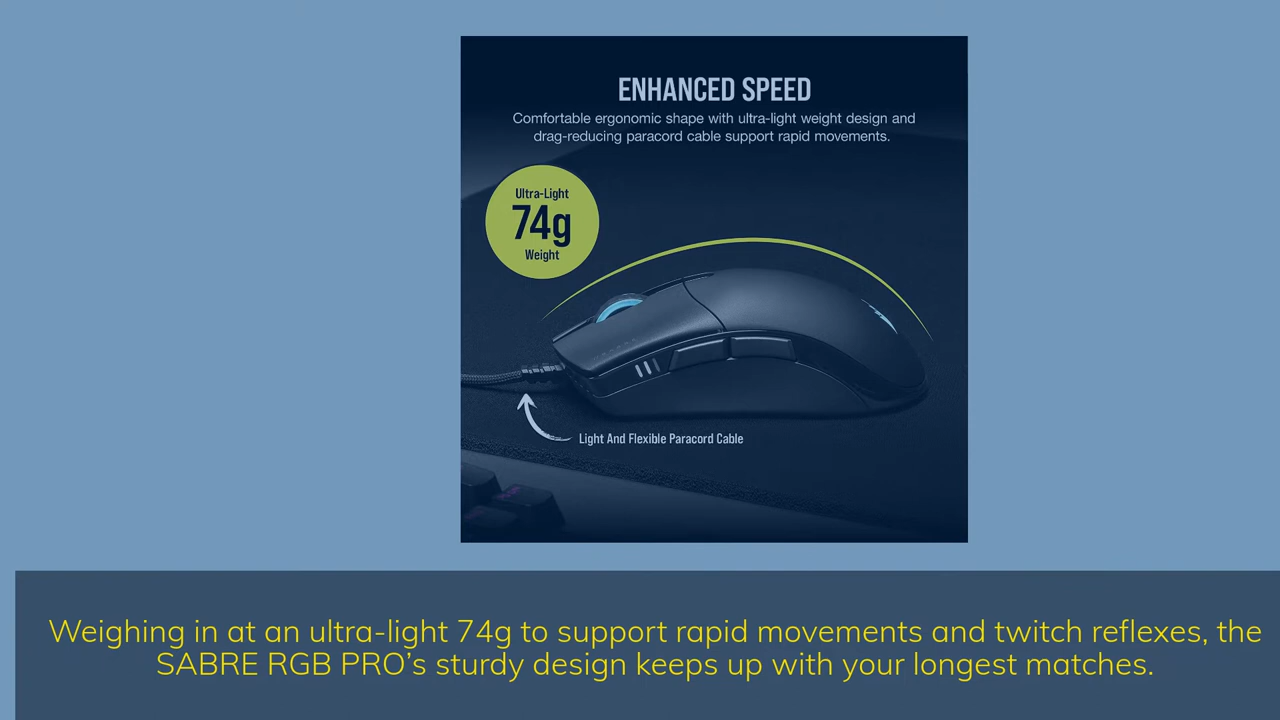 ENHANCED SPEED
Comfortable ergonomic shape with ultra-light weight design and
drag-reducing paracord cable support rapid movements.
Ultra-Light
74g
Weight
Light And Flexible Paracord Cable
Weighing in at an ultra-light 74g to support rapid movements and twitch reflexes, the
SABRE RGB PRO’s sturdy design keeps up with your longest matches.